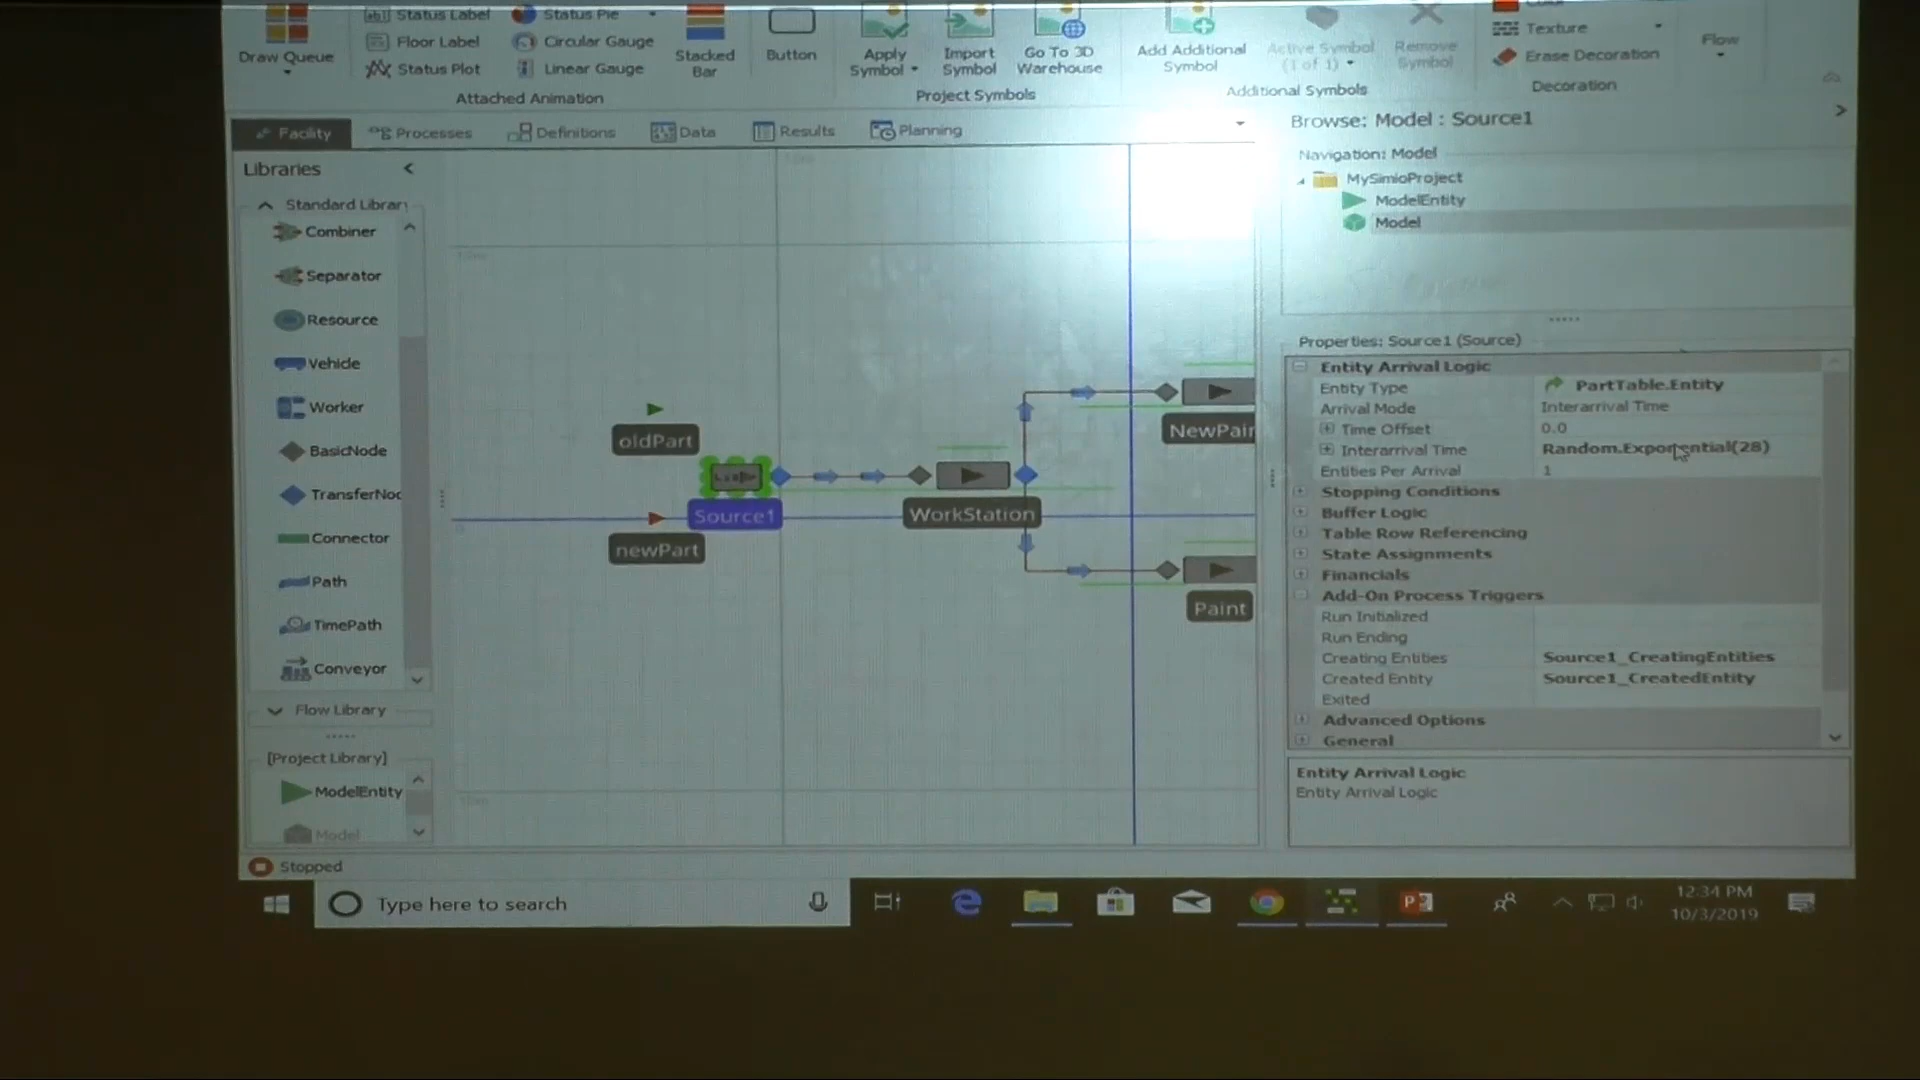 Draw Queue
Status Label
Floor Label
Status Plot
Status Pie
Circular Gauge
Linear Gauge
Stacked
Bar
Attached Animation
Button
Apply
Symbol
Import
Symbol
Go To 3D
Warehouse
Project Symbols
Add Additional
Symbol
Active Symbol
(1 of 1)
Remove
Symbol
Additional Symbols
Texture
Erase Decoration
Decoration
Flow
Facility
Processes
Definitions
Data
Results
Planning
Libraries
Standard Librar
Combiner
Separator
Resource
Vehicle
Worker
BasicNode
TransferNoc
Connector
Path
TimePath
Conveyor
Flow Library
[Project Library]
ModelEntity
Model
Stopped
oldPart
Source1
newPart
WorkStation
NewPain
Paint
Browse: Model : Source1
Navigation: Model
MySimioProject
ModelEntity
Model
Properties: Source1 (Source)
Entity Arrival Logic
Entity Type PartTable.Entity
Arrival Mode Interarrival Time
Time Offset 0.0
Interarrival Time Random.Exponential(28)
Entities Per Arrival 1
Stopping Conditions
Buffer Logic
Table Row Referencing
State Assignments
Financials
Add-On Process Triggers
Run Initialized
Run Ending
Creating Entities Source1_CreatingEntities
Created Entity Source1_CreatedEntity
Exited
Advanced Options
General
Entity Arrival Logic
Entity Arrival Logic
Type here to search
12:34 PM
10/3/2019